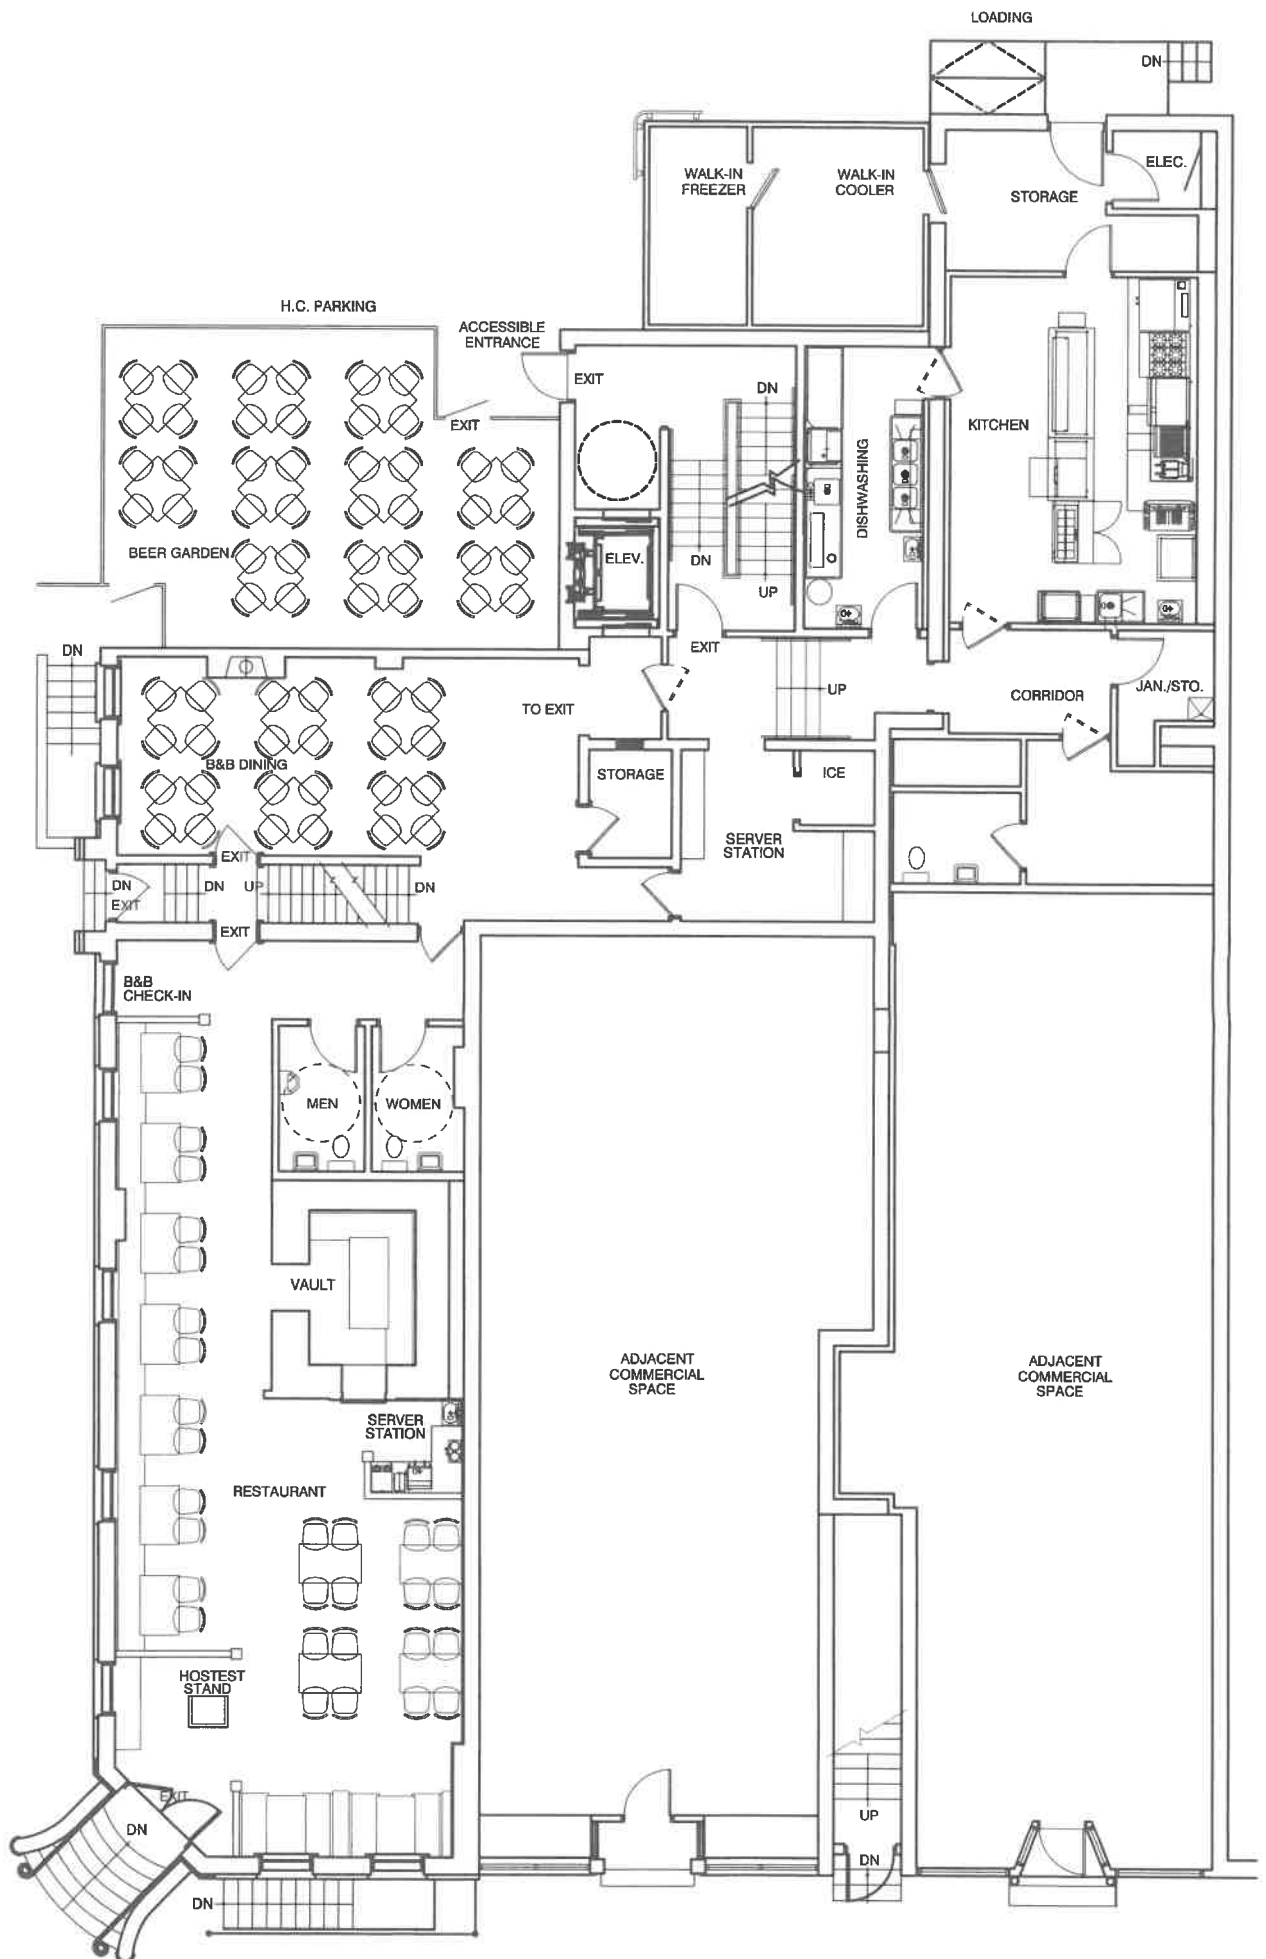 LOADING
DN
ELEC.
WALK-IN
FREEZER
WALK-IN
COOLER
STORAGE
H.C. PARKING
ACCESSIBLE
ENTRANCE
EXIT
DN
EXIT
KITCHEN
DISHWASHING
BEER GARDEN
ELEV.
DN
UP
DN
EXIT
UP
CORRIDOR
JAN./STO.
TO EXIT
B&B DINING
STORAGE
ICE
SERVER
STATION
EXIT
DN
EXIT
DN
UP
DN
EXIT
B&B
CHECK-IN
MEN
WOMEN
VAULT
ADJACENT
COMMERCIAL
SPACE
ADJACENT
COMMERCIAL
SPACE
SERVER
STATION
RESTAURANT
HOSTEST
STAND
EXIT
DN
UP
DN
DN